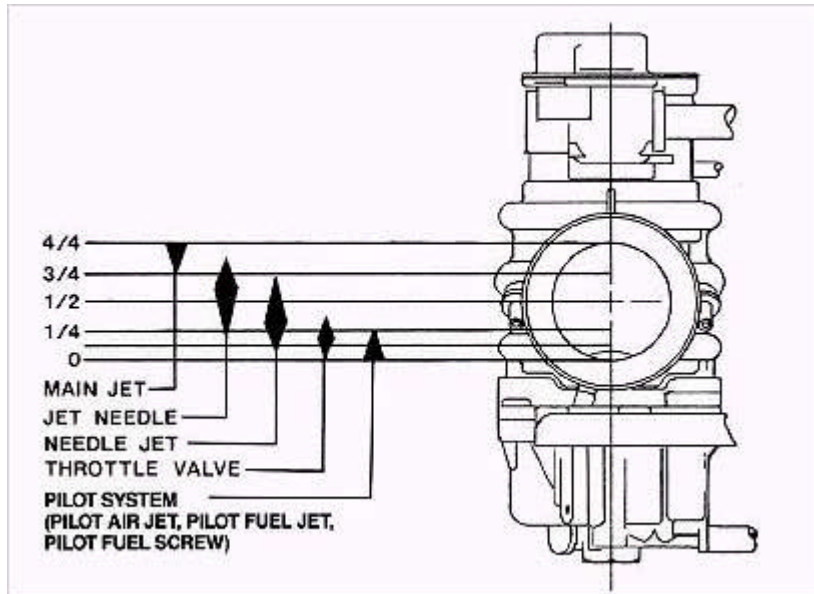 4/4
3/4
1/2
1/4
0
MAIN JET
JET NEEDLE
NEEDLE JET
THROTTLE VALVE
PILOT SYSTEM
(PILOT AIR JET, PILOT FUEL JET,
PILOT FUEL SCREW)